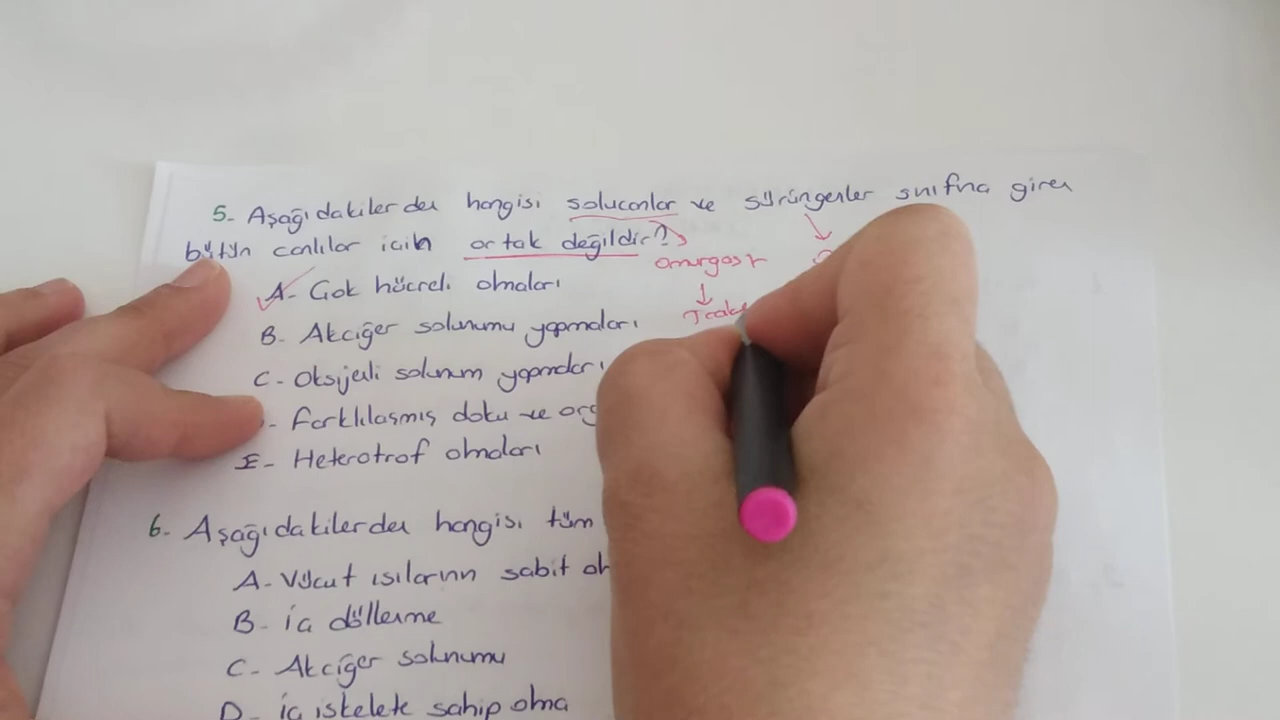 5- Aşağıdakilerden hangisi solucanlar ve sürüngenler sınıfına giren
bütün canlılar için ortak değildir?
omurgasız
A- Çok hücreli olmaları
B- Akciğer solunumu yapmaları
C- Oksijenli solunum yapmaları
Farklılaşmış doku ve org
E- Heterotrof olmaları
6- Aşağıdakilerden hangisi tüm
A- Vücut ısılarının sabit ol
B- İç döllenme
C- Akciğer solunumu
D- İç iskelete sahip olma